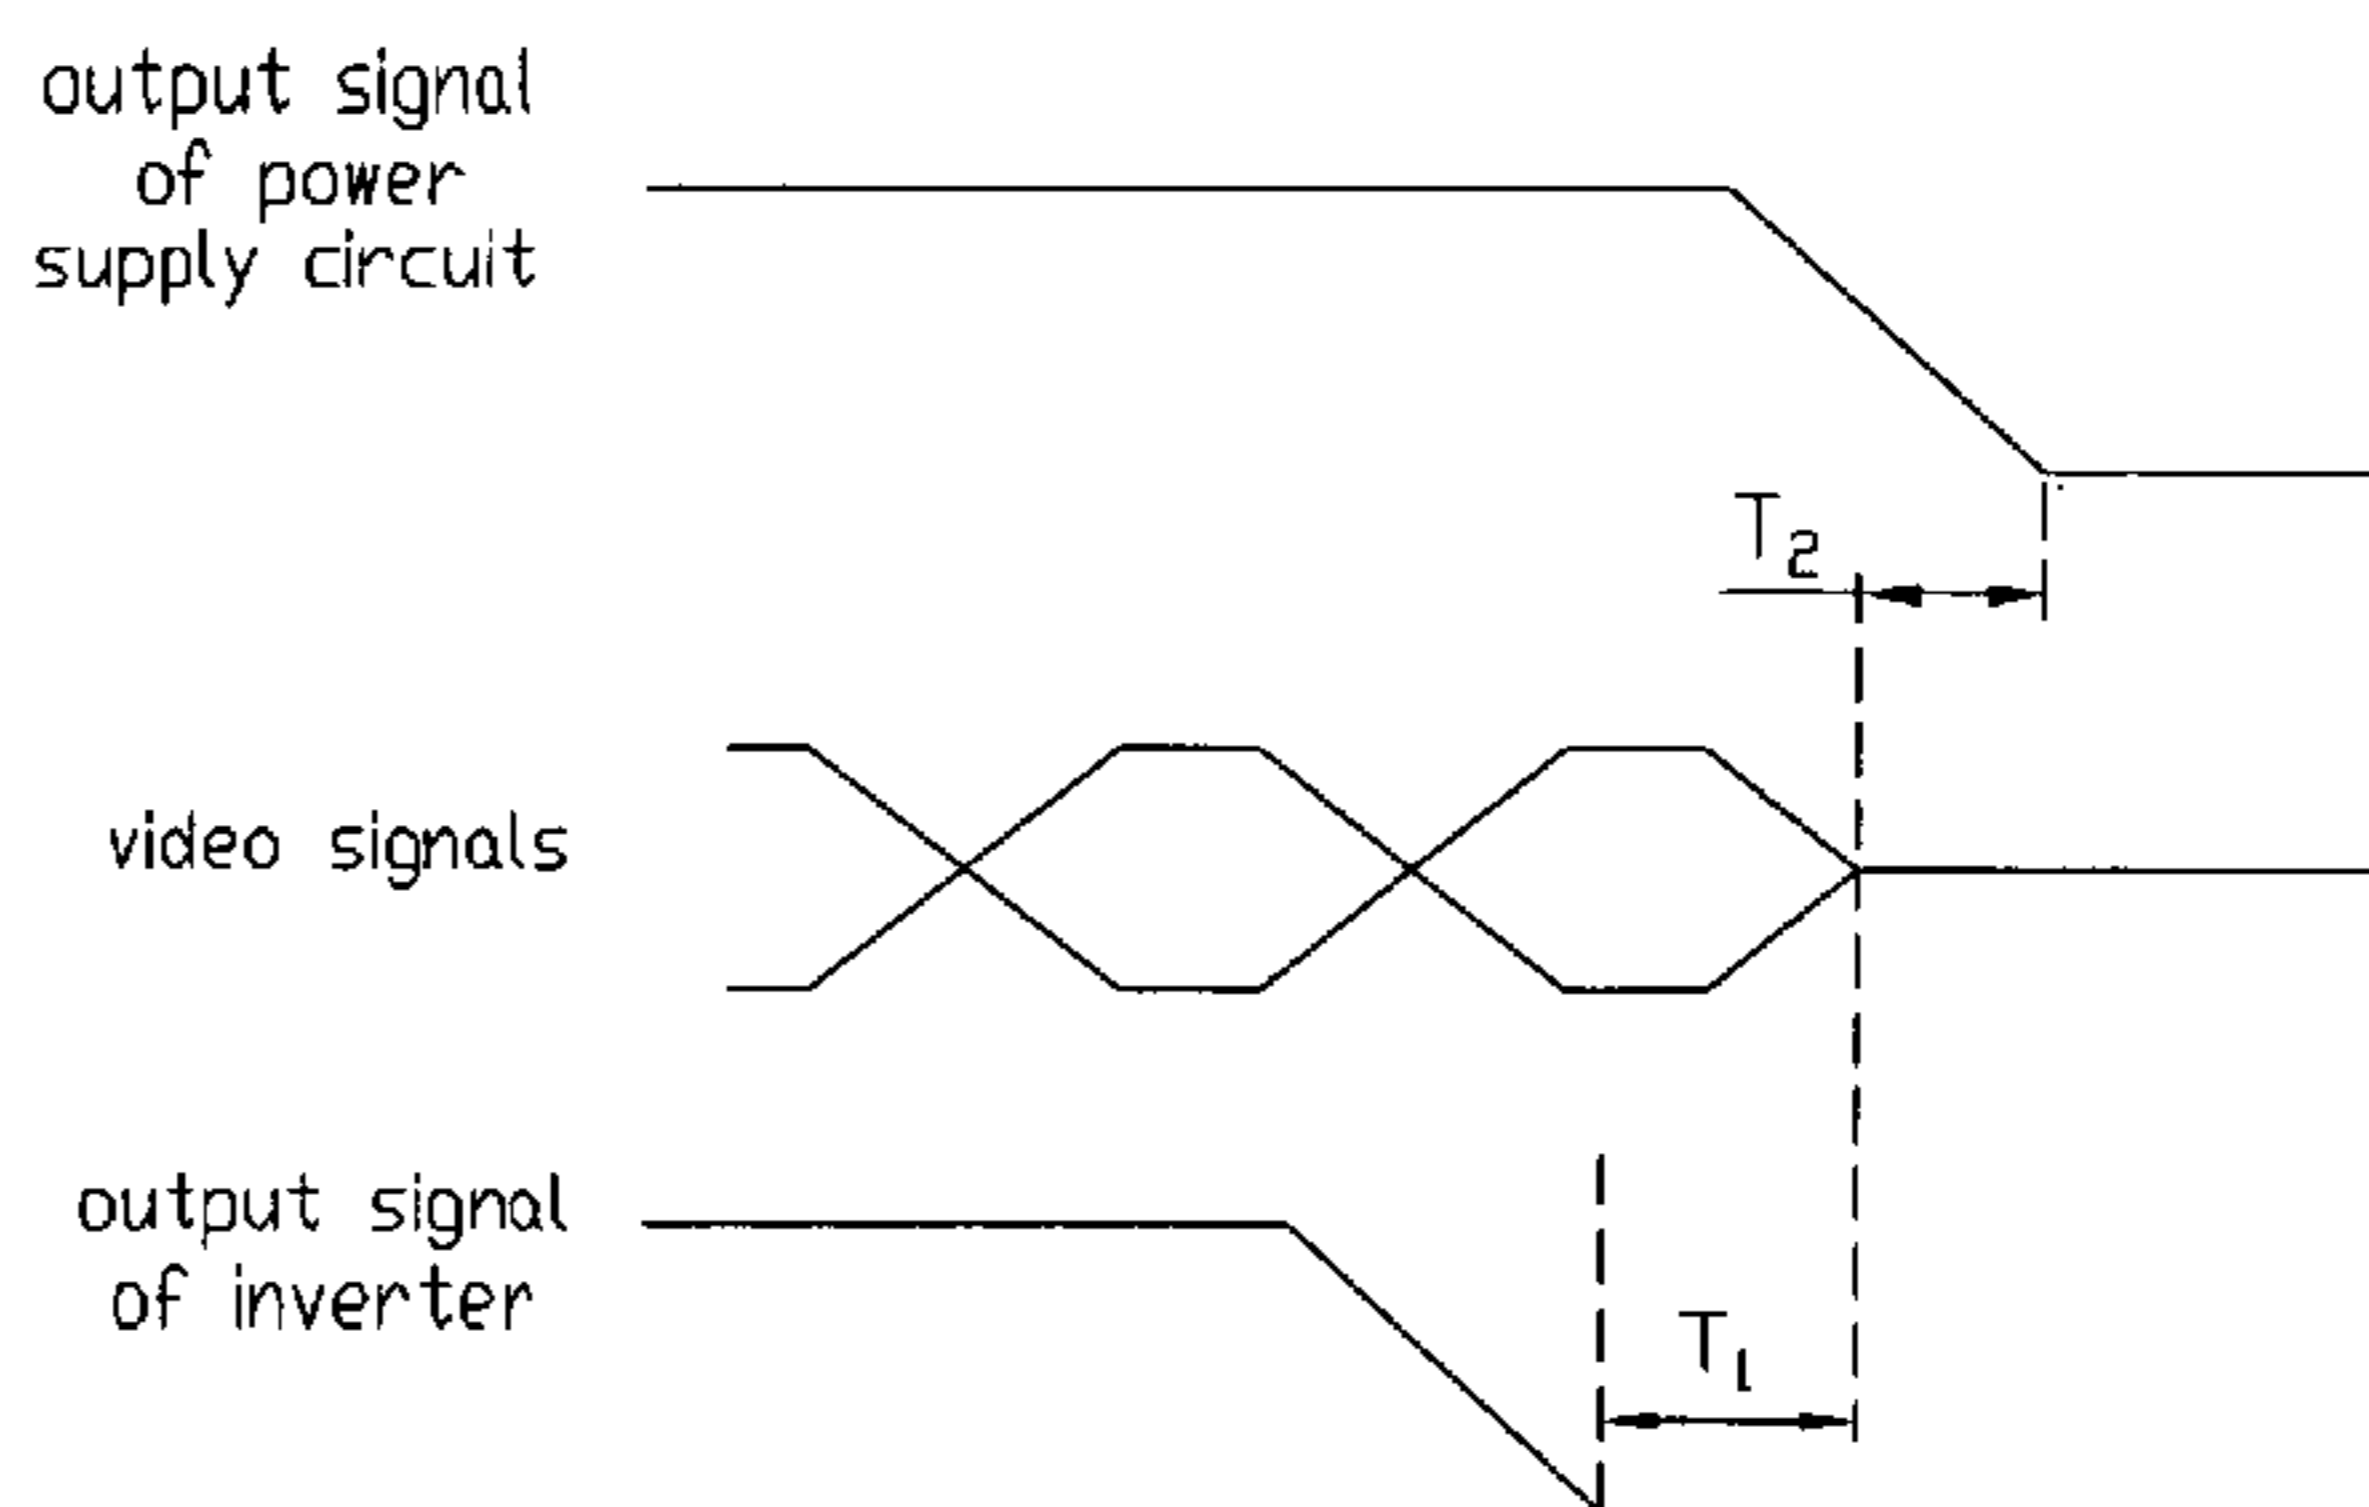 output signal
of power
supply circuit
T2
video signals
output signal
of inverter
T1